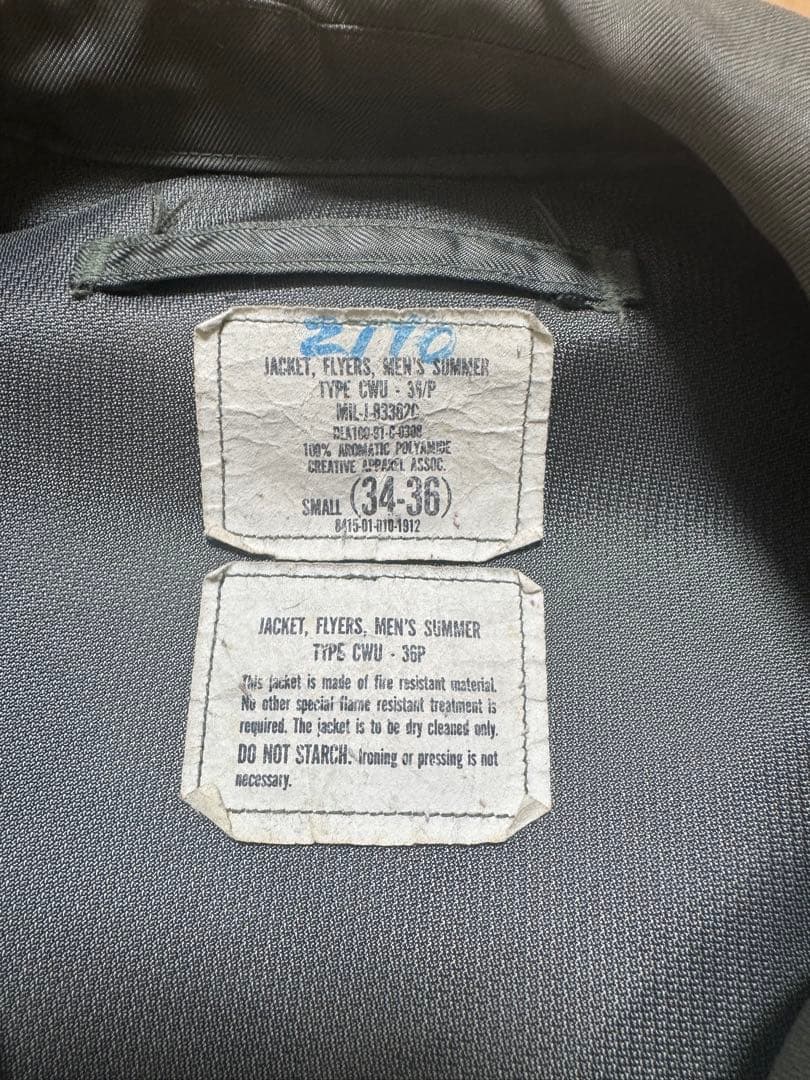 2190
JACKET, FLYERS, MEN'S SUMMER
TYPE CWU - 36/P
MIL-J-83382C
DLA100-81-C-0308
100% AROMATIC POLYAMIDE
CREATIVE APPAREL ASSOC.
SMALL (34-36)
8415-01-010-1912
JACKET, FLYERS, MEN'S SUMMER
TYPE CWU - 36P
This jacket is made of fire resistant material.
No other special flame resistant treatment is
required. The jacket is to be dry cleaned only.
DO NOT STARCH. Ironing or pressing is not
necessary.